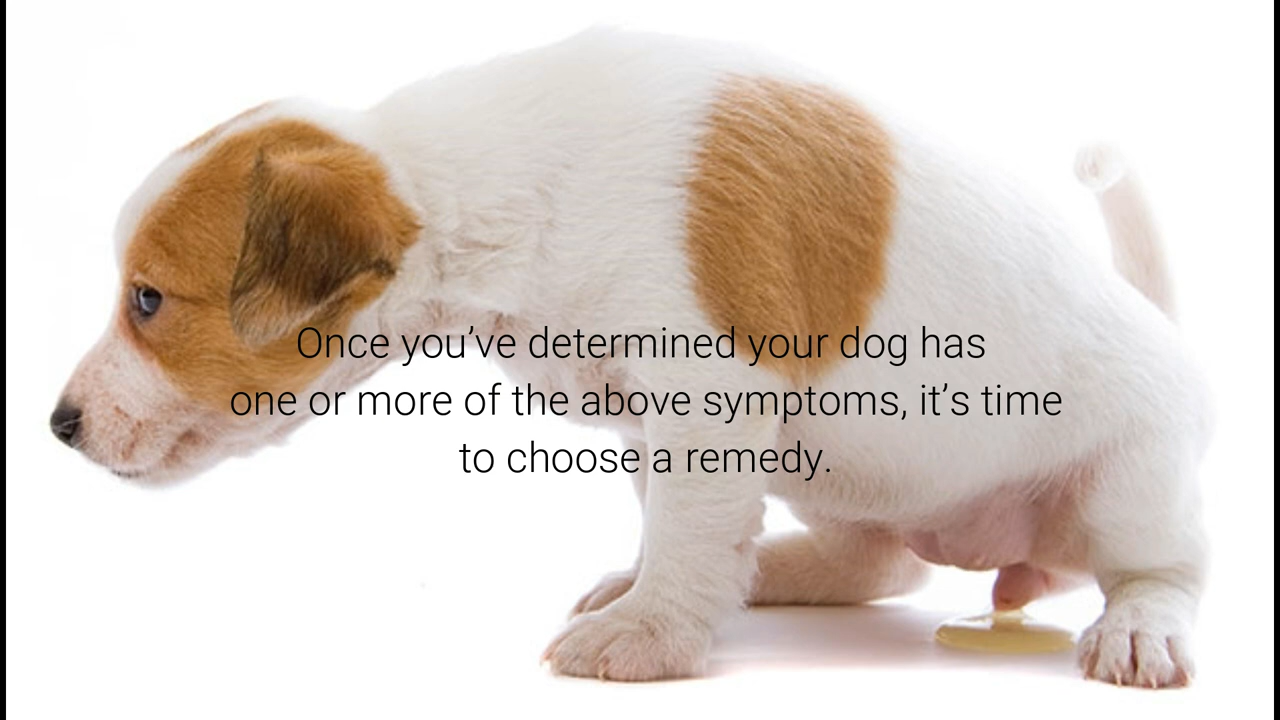 Once you’ve determined your dog has
one or more of the above symptoms, it’s time
to choose a remedy.